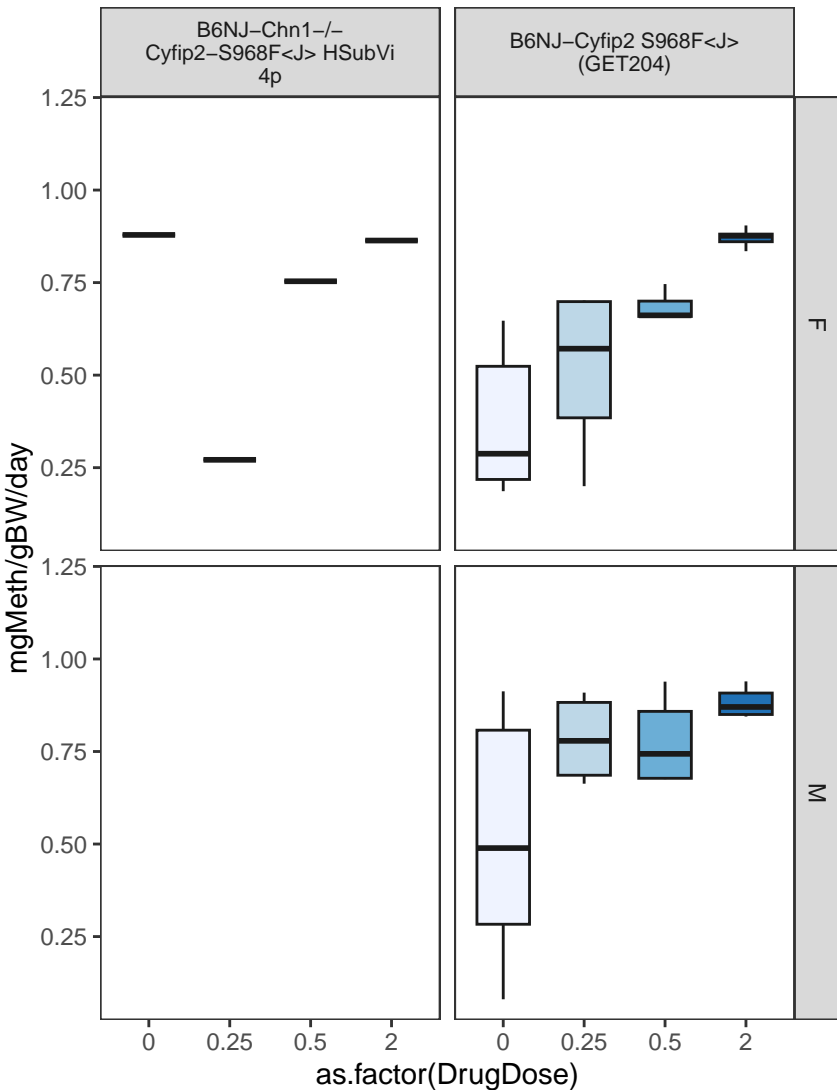 B6NJ−Chn1−/−
Cyfip2−S968F<J> HSubVi
4p
B6NJ−Cyfip2 S968F<J>
(GET204)
1.25
1.00
0.75
0.50
0.25
F
1.25
1.00
0.75
0.50
0.25
M
mgMeth/gBW/day
0 0.25 0.5 2
0 0.25 0.5 2
as.factor(DrugDose)